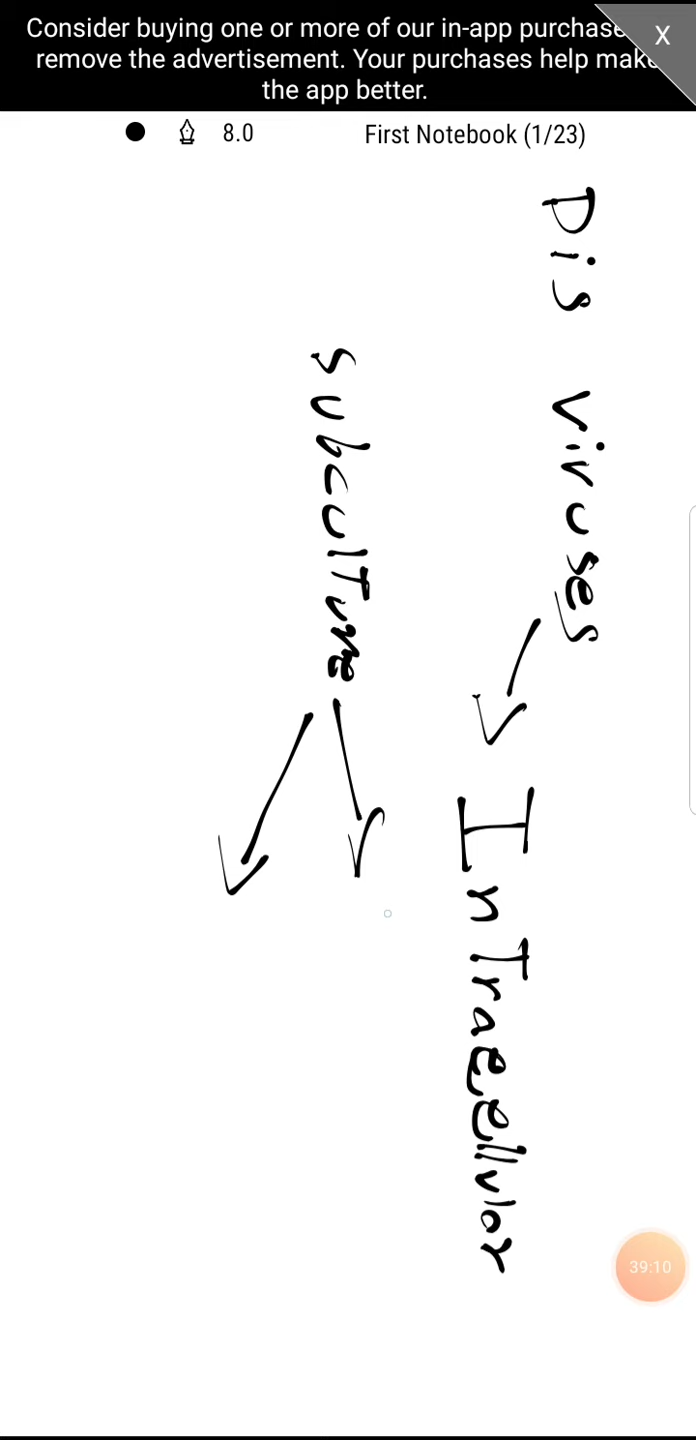 Consider buying one or more of our in-app purchase
remove the advertisement. Your purchases help make
the app better.
X
8.0 First Notebook (1/23)
Dis viruses
Intracellular
subculture
39:10